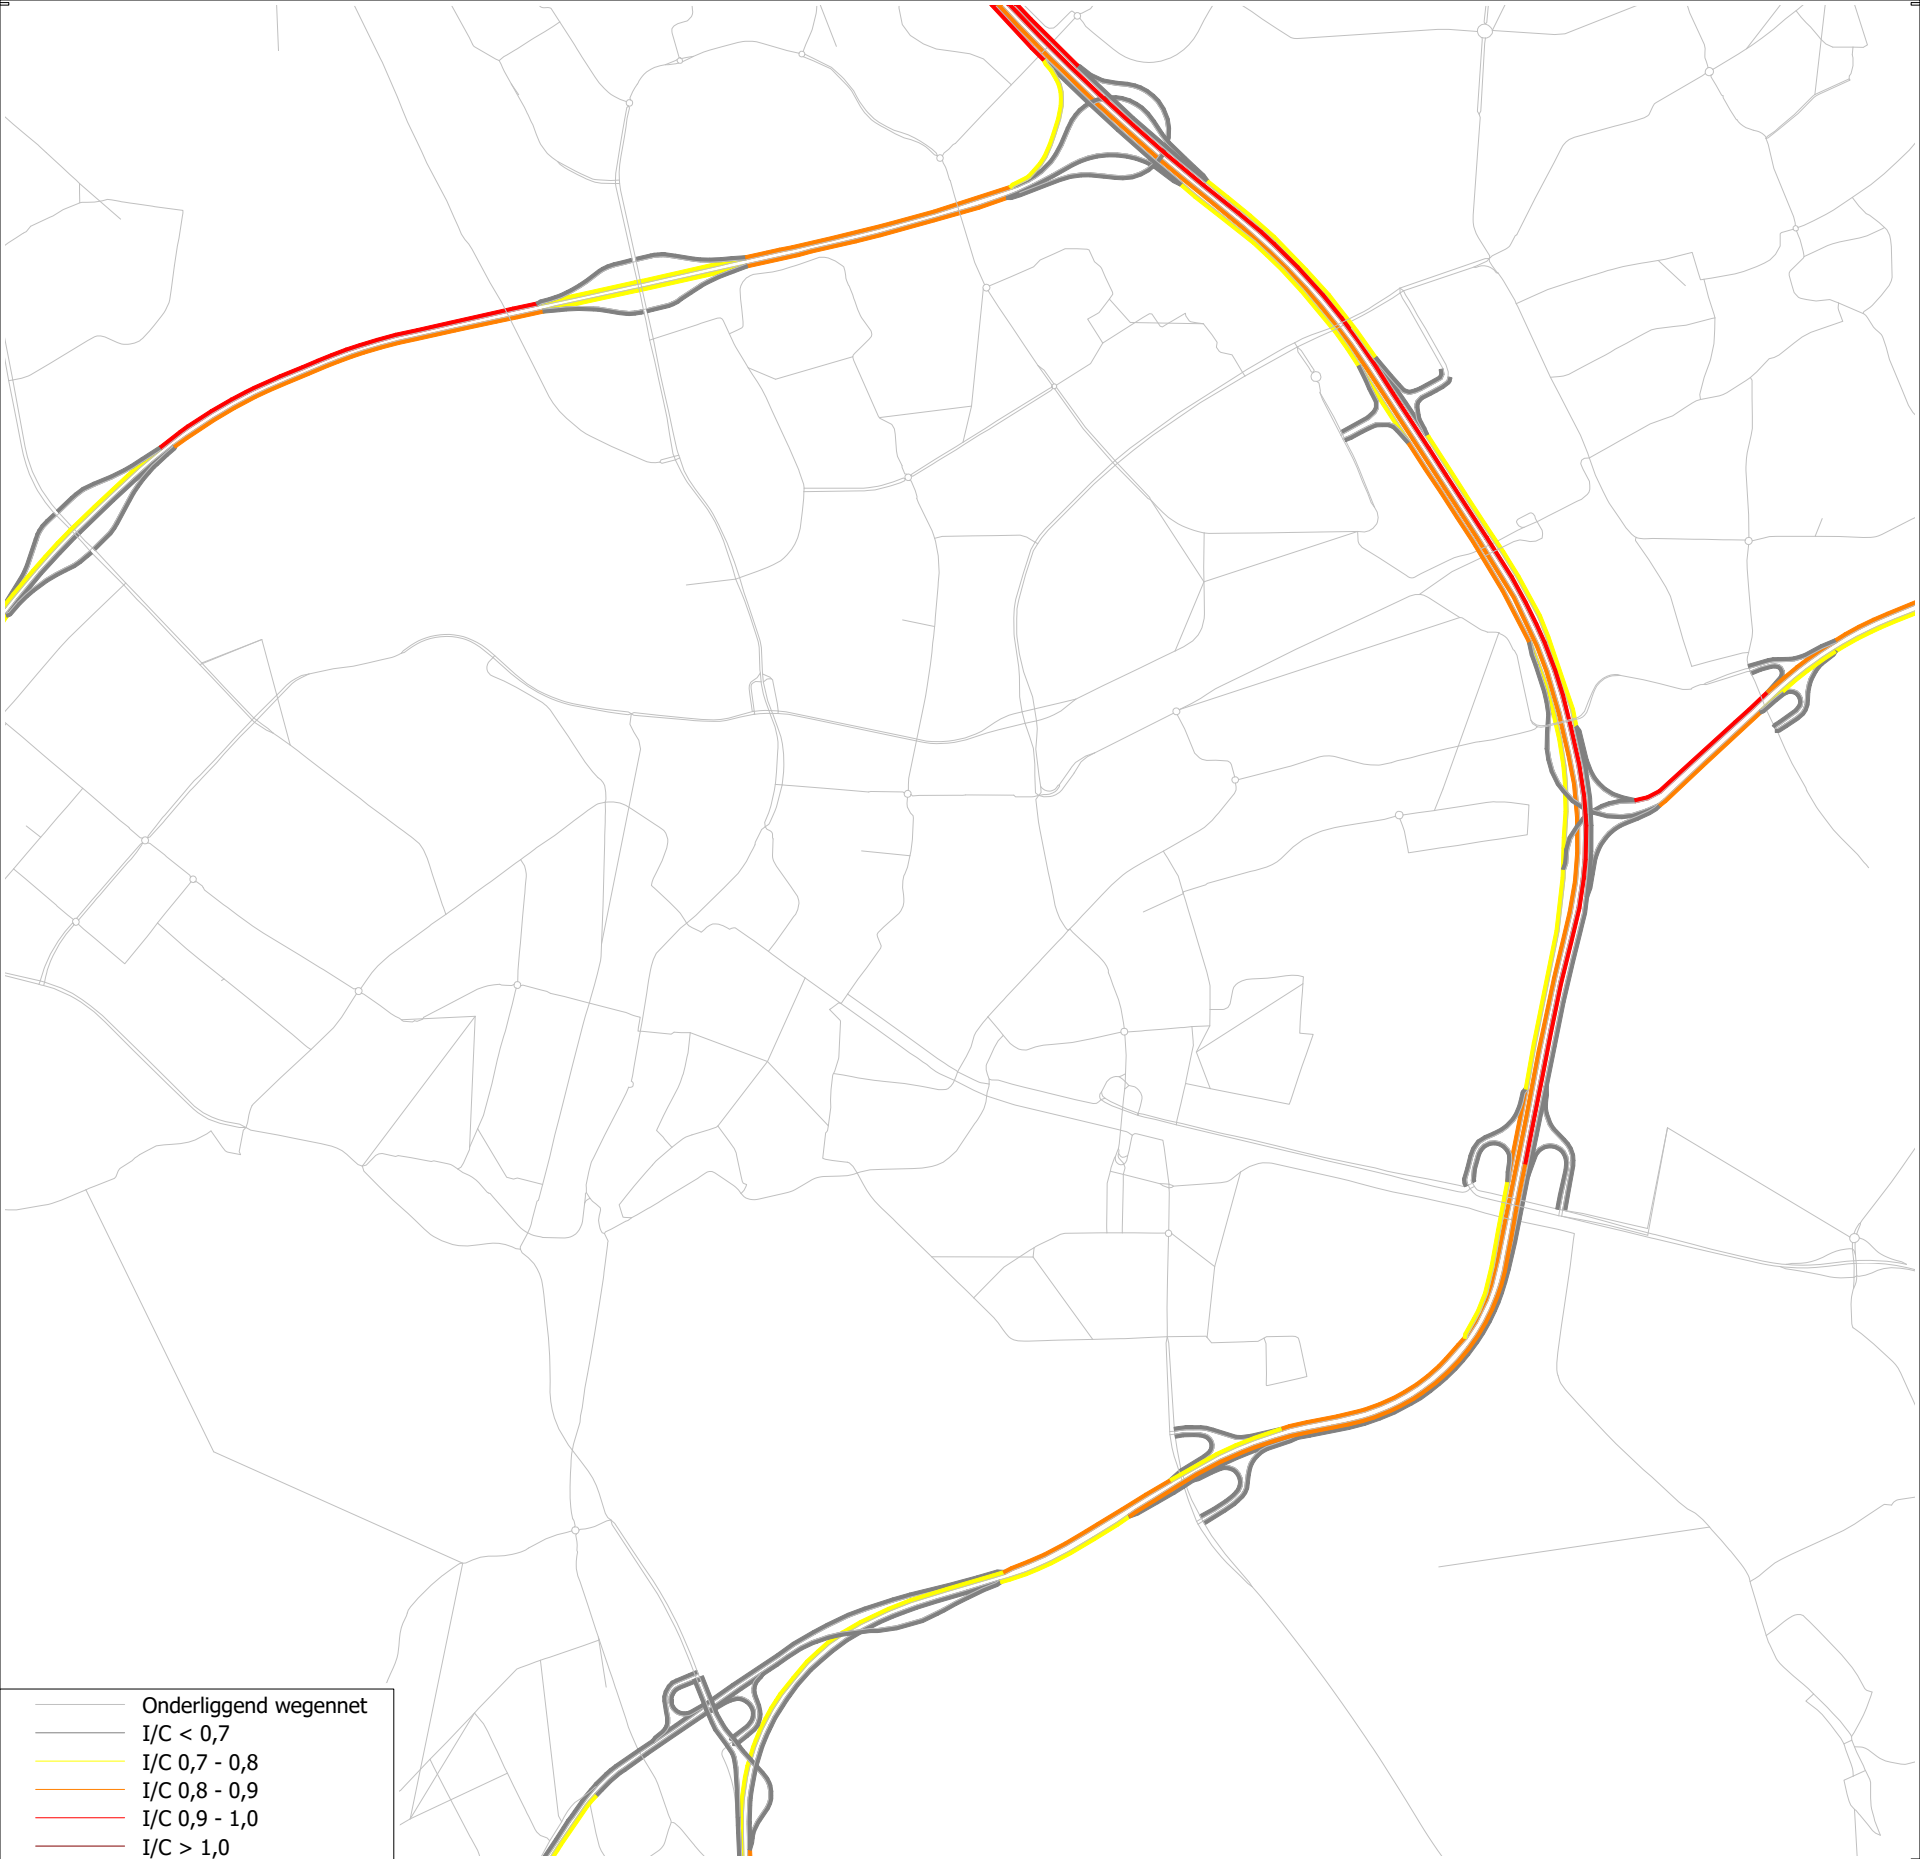 Onderliggend wegennet
I/C < 0,7
I/C 0,7 - 0,8
I/C 0,8 - 0,9
I/C 0,9 - 1,0
I/C > 1,0